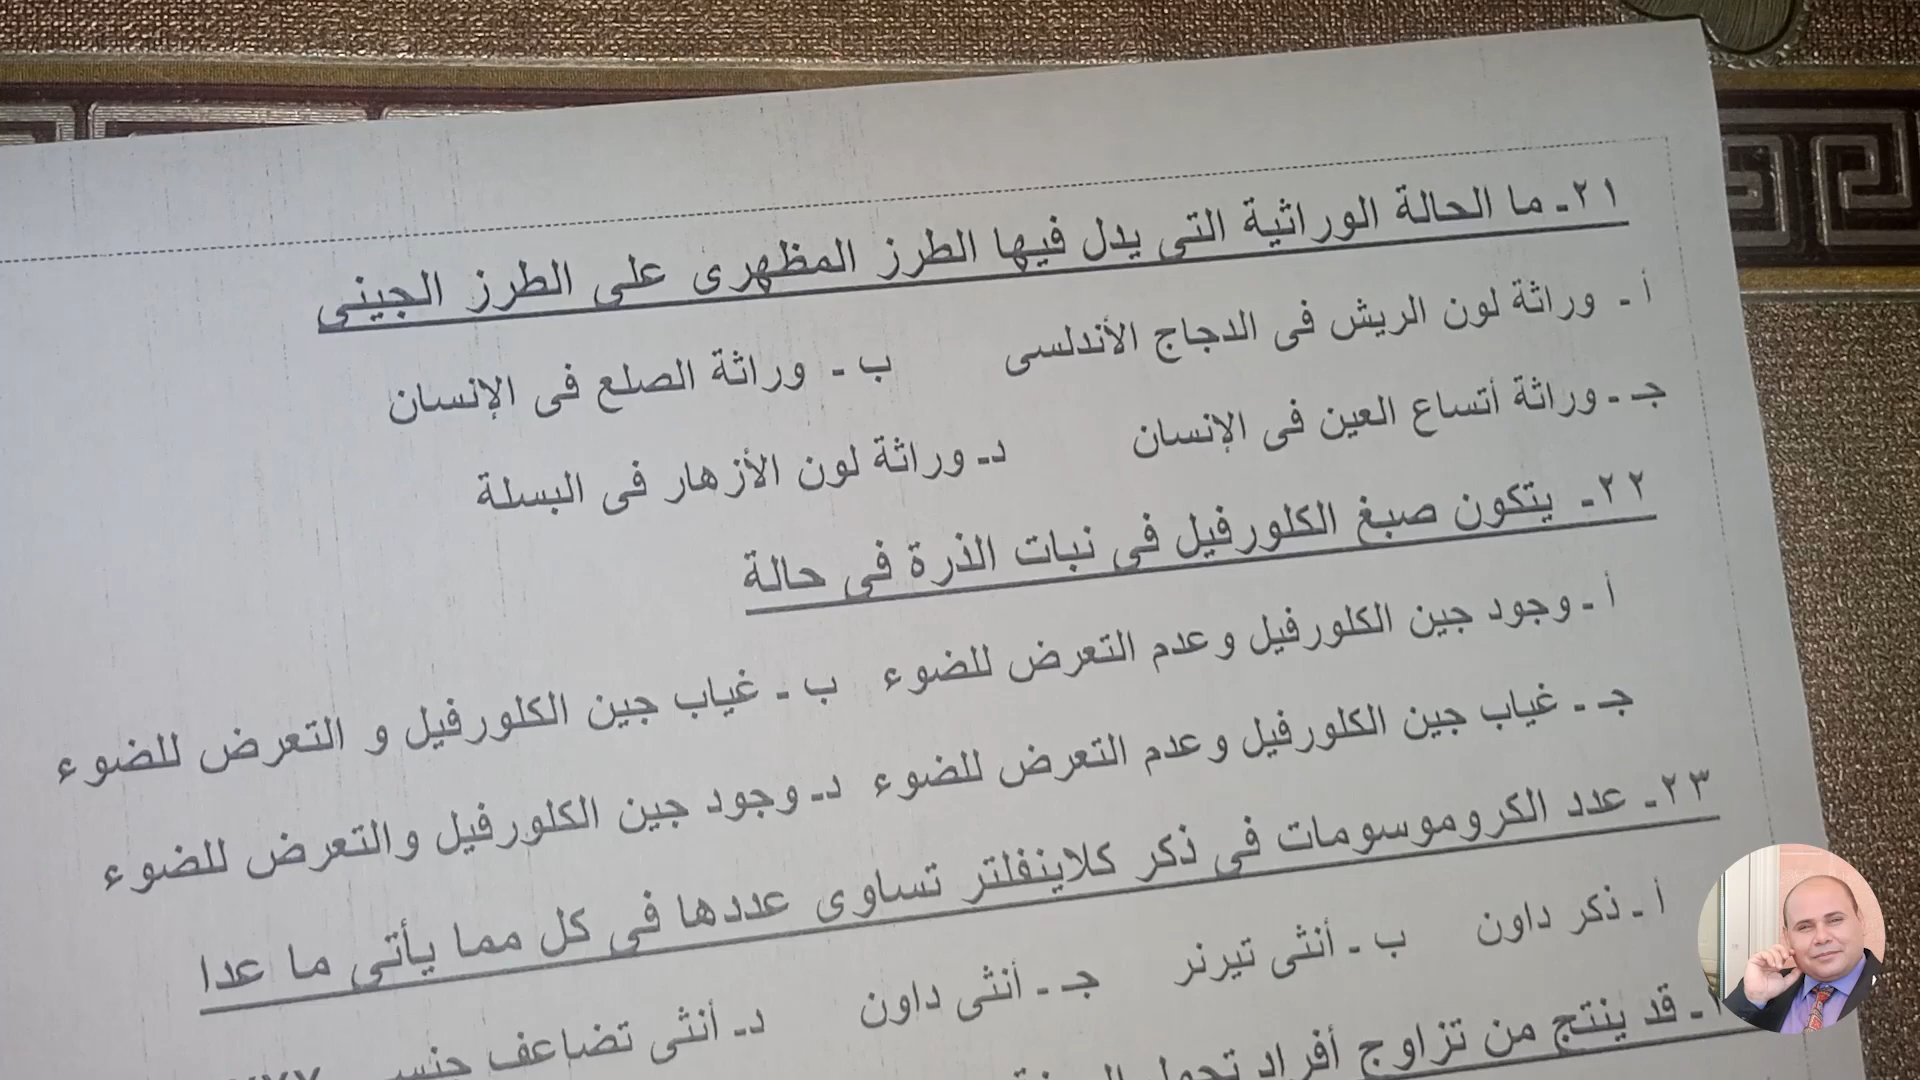 ٢١- ما الحالة الوراثية التى يدل فيها الطرز المظهرى على الطرز الجينى
أ - وراثة لون الريش فى الدجاج الأندلسى ب - وراثة الصلع فى الإنسان
جـ - وراثة أتساع العين فى الإنسان د- وراثة لون الأزهار فى البسلة
٢٢- يتكون صبغ الكلورفيل فى نبات الذرة فى حالة
أ - وجود جين الكلورفيل وعدم التعرض للضوء ب - غياب جين الكلورفيل و التعرض للضوء
جـ - غياب جين الكلورفيل وعدم التعرض للضوء د- وجود جين الكلورفيل والتعرض للضوء
٢٣- عدد الكروموسومات فى ذكر كلاينفلتر تساوى عددها فى كل مما يأتى ما عدا
أ - ذكر داون ب - أنثى تيرنر جـ - أنثى داون د- أنثى تضاعف جنسى
- قد ينتج من تزاوج أفراد تحمل